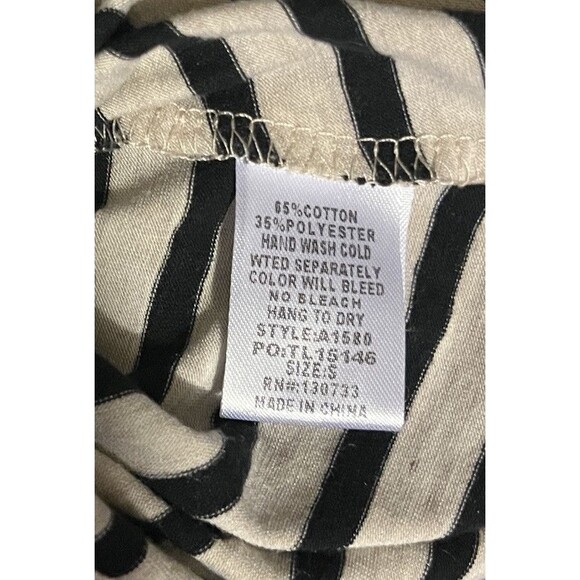 65%COTTON
35%POLYESTER
HAND WASH COLD
WTED SEPARATELY
COLOR WILL BLEED
NO BLEACH
HANG TO DRY
STYLE:A1580
PO:TL15146
SIZE:S
RN#:130733
MADE IN CHINA